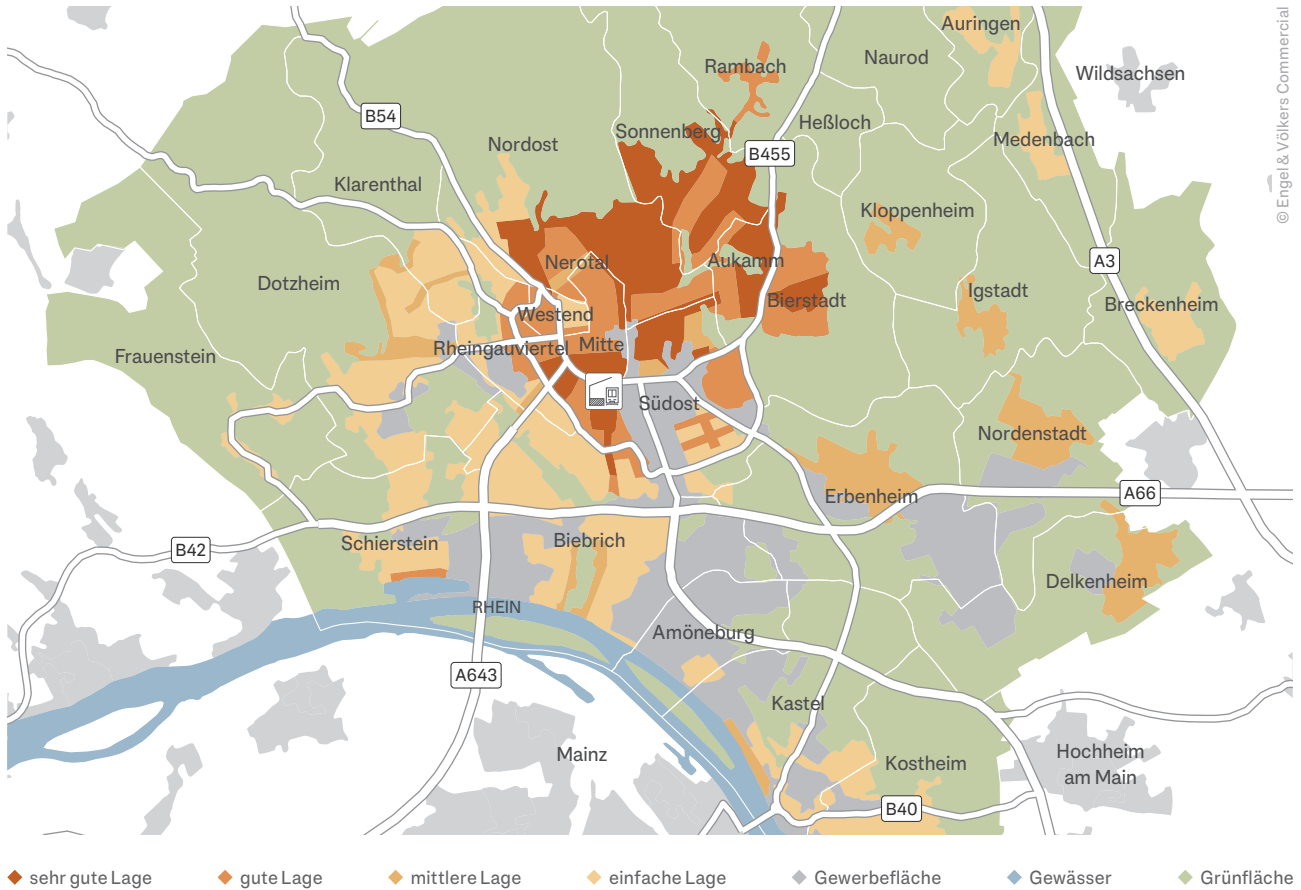 © Engel & Völkers Commercial
Auringen
Naurod
Rambach
Wildsachsen
B54
Heßloch
Sonnenberg
Medenbach
Nordost
B455
Klarenthal
Kloppenheim
Nerotal
Aukamm
A3
Dotzheim
Igstadt
Bierstadt
Breckenheim
Westend
Mitte
Rheingauviertel
Frauenstein
Südost
Nordenstadt
Erbenheim
A66
Schierstein
Biebrich
B42
Delkenheim
RHEIN
Amöneburg
A643
Kastel
Mainz
Hochheim
am Main
Kostheim
B40
sehr gute Lage
gute Lage
mittlere Lage
einfache Lage
Gewerbefläche
Gewässer
Grünfläche